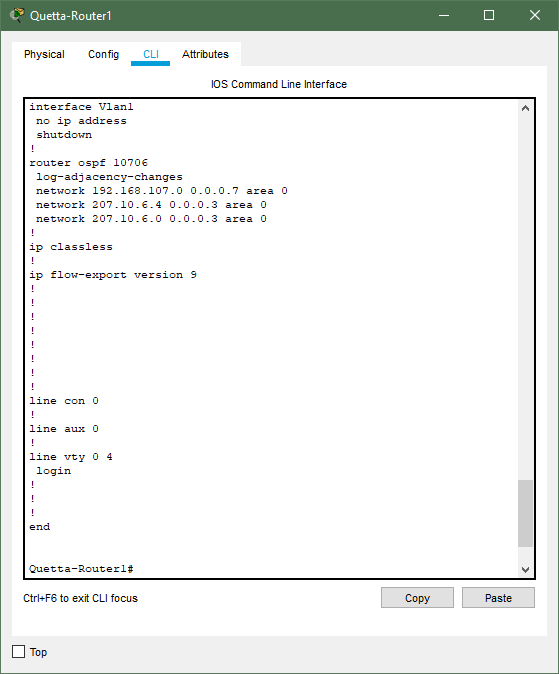 Quetta-Router1
Physical Config CLI Attributes
IOS Command Line Interface
interface Vlan1
 no ip address
 shutdown
!
router ospf 10706
 log-adjacency-changes
 network 192.168.107.0 0.0.0.7 area 0
 network 207.10.6.4 0.0.0.3 area 0
 network 207.10.6.0 0.0.0.3 area 0
!
ip classless
!
ip flow-export version 9
!
!
!
!
!
!
!
!
line con 0
!
line aux 0
!
line vty 0 4
 login
!
!
!
end
Quetta-Router1#
Ctrl+F6 to exit CLI focus
Copy Paste
Top